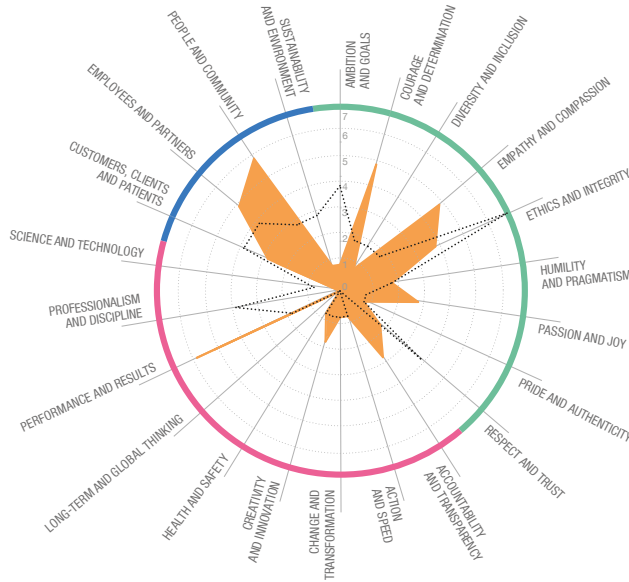 AMBITION
AND GOALS
COURAGE
AND DETERMINATION
DIVERSITY AND INCLUSION
EMPATHY AND COMPASSION
ETHICS AND INTEGRITY
HUMILITY
AND PRAGMATISM
PASSION AND JOY
PRIDE AND AUTHENTICITY
RESPECT AND TRUST
ACCOUNTABILITY
AND TRANSPARENCY
ACTION
AND SPEED
CHANGE AND
TRANSFORMATION
CREATIVITY
AND INNOVATION
HEALTH AND SAFETY
LONG-TERM AND GLOBAL THINKING
PERFORMANCE AND RESULTS
PROFESSIONALISM
AND DISCIPLINE
SCIENCE AND TECHNOLOGY
CUSTOMERS, CLIENTS
AND PATIENTS
EMPLOYEES AND PARTNERS
PEOPLE AND COMMUNITY
SUSTAINABILITY
AND ENVIRONMENT
7
6
5
4
3
2
1
0